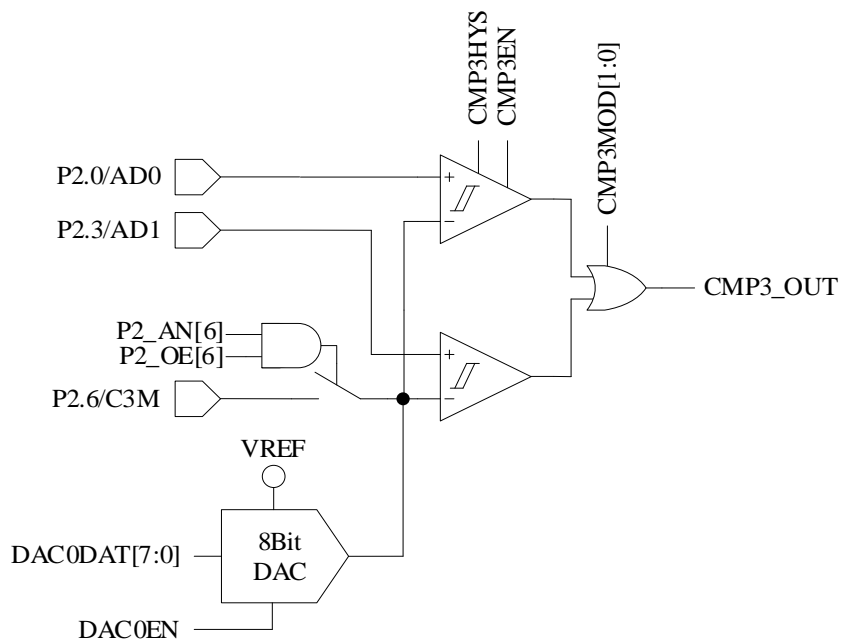 CMP3HYS
CMP3EN
CMP3MOD[1:0]
P2.0/AD0
+
−
P2.3/AD1
CMP3_OUT
P2_AN[6]
P2_OE[6]
+
−
P2.6/C3M
VREF
DAC0DAT[7:0]
8Bit
DAC
DAC0EN